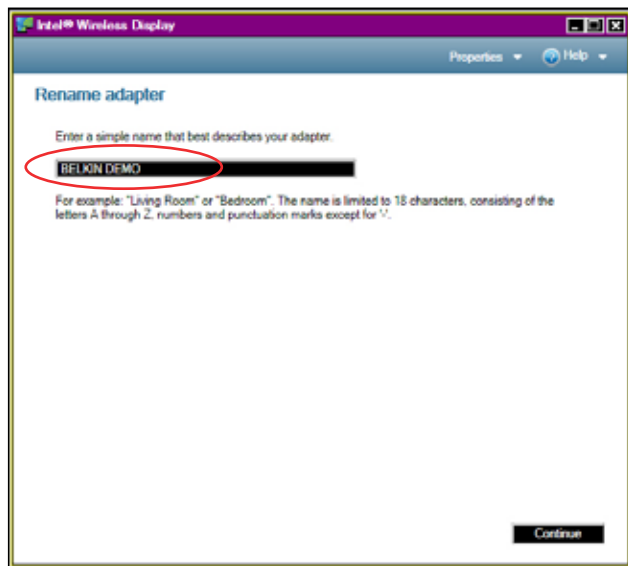 Intel® Wireless Display
Properties
Help
Rename adapter
Enter a simple name that best describes your adapter.
BELKIN DEMO
For example: "Living Room" or "Bedroom". The name is limited to 18 characters, consisting of the
letters A through Z, numbers and punctuation marks except for
Continue